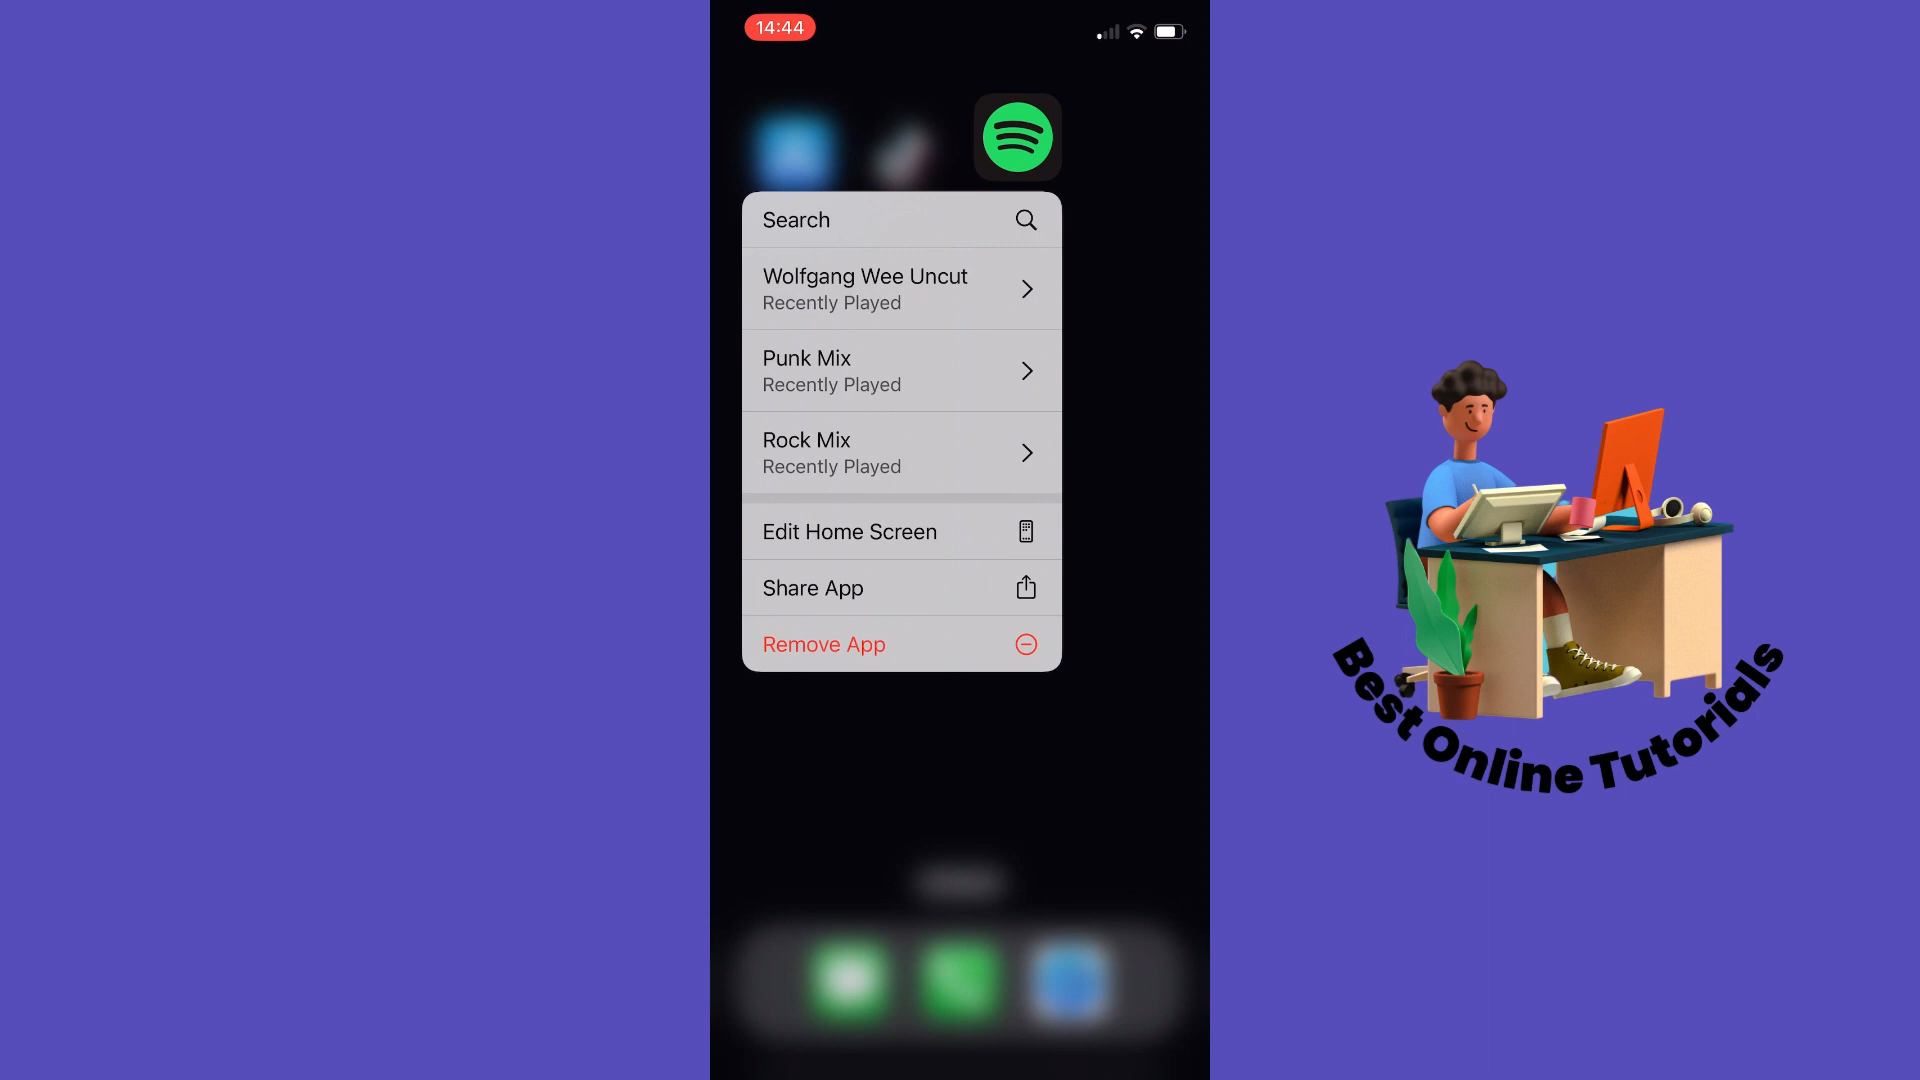 14:44
Search
Wolfgang Wee Uncut
Recently Played
Punk Mix
Recently Played
Rock Mix
Recently Played
Edit Home Screen
Share App
Remove App
Best Online Tutorials